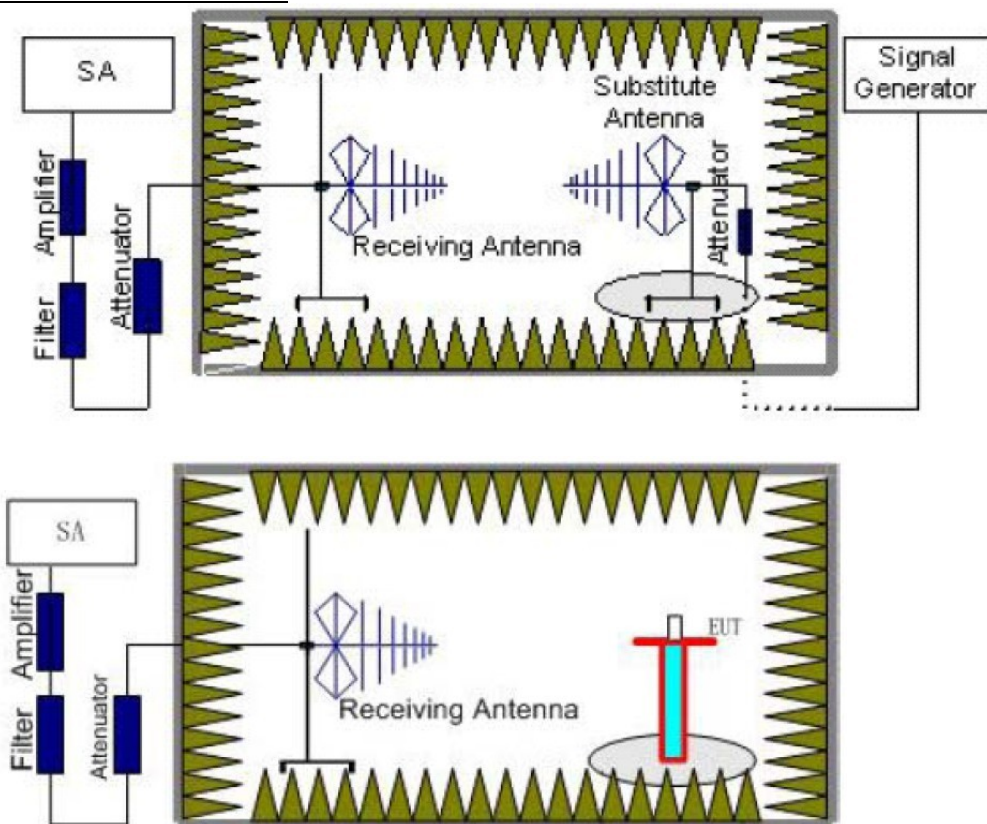 SA
Signal
Generator
Substitute
Antenna
Amplifier
Attenuator
Filter
Receiving Antenna
Attenuator
SA
Amplifier
EUT
Filter
Attenuator
Receiving Antenna